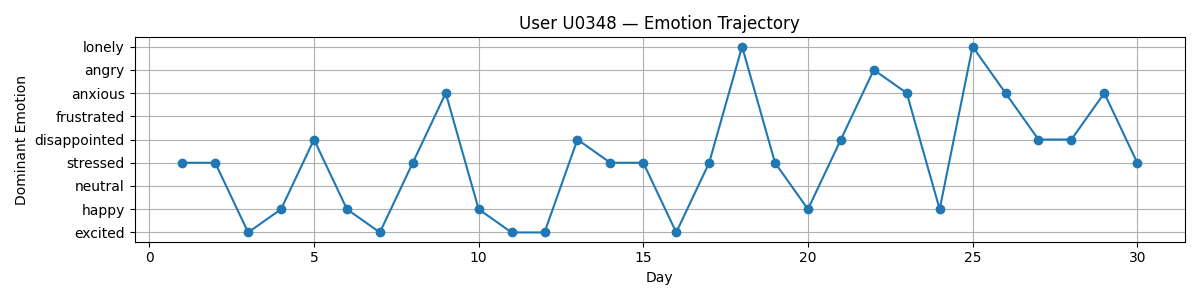 User U0348 — Emotion Trajectory
Dominant Emotion
lonely
angry
anxious
frustrated
disappointed
stressed
neutral
happy
excited
0 5 10 15 20 25 30
Day